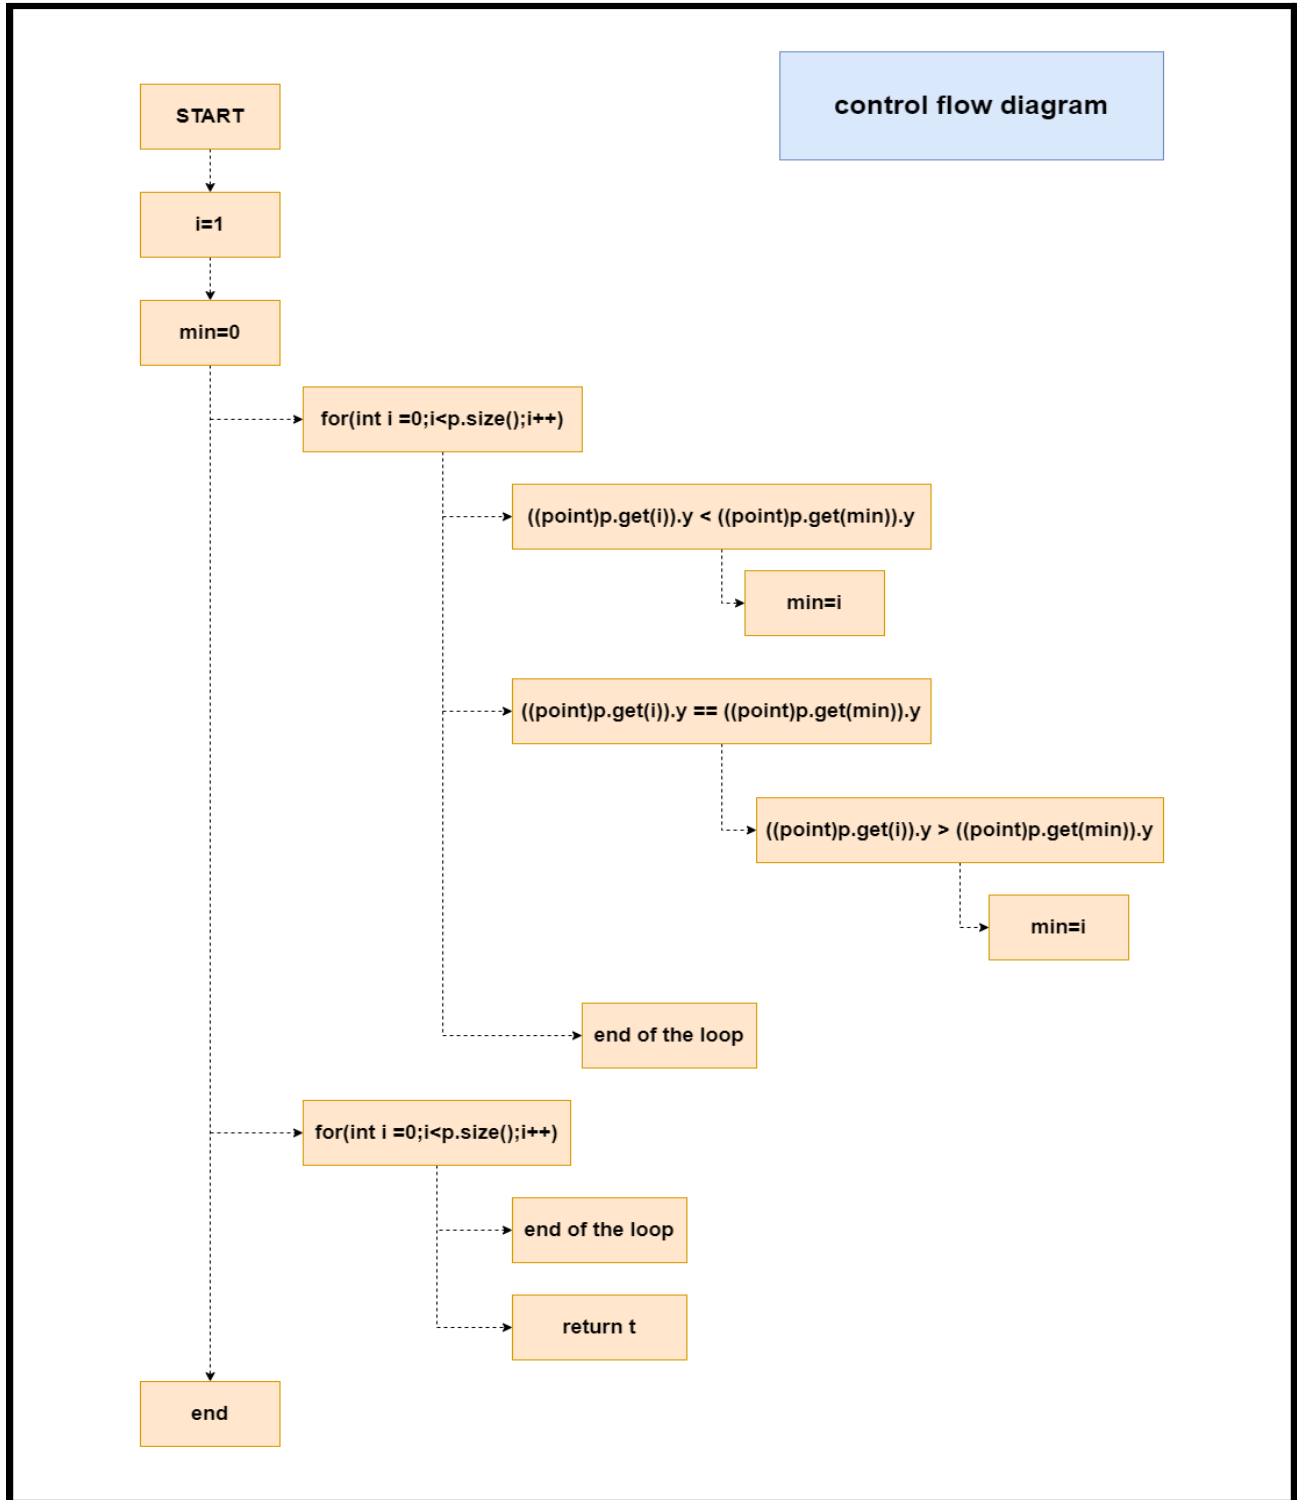 control flow diagram
START
i=1
min=0
for(int i =0;i<p.size();i++)
((point)p.get(i)).y < ((point)p.get(min)).y
min=i
((point)p.get(i)).y == ((point)p.get(min)).y
((point)p.get(i)).y > ((point)p.get(min)).y
min=i
end of the loop
for(int i =0;i<p.size();i++)
end of the loop
return t
end